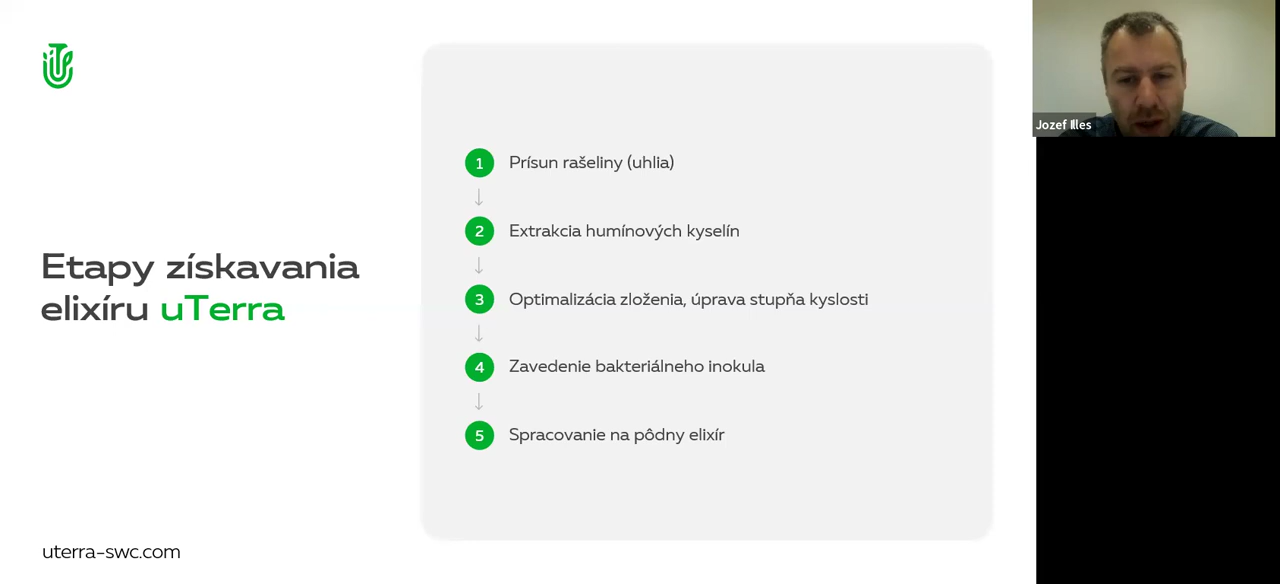 Etapy získavania
elixíru uTerra
1 Prísun rašeliny (uhlia)
↓
2 Extrakcia humínových kyselín
↓
3 Optimalizácia zloženia, úprava stupňa kyslosti
↓
4 Zavedenie bakteriálneho inokula
↓
5 Spracovanie na pôdny elixír
uterra-swc.com
Jozef Illes